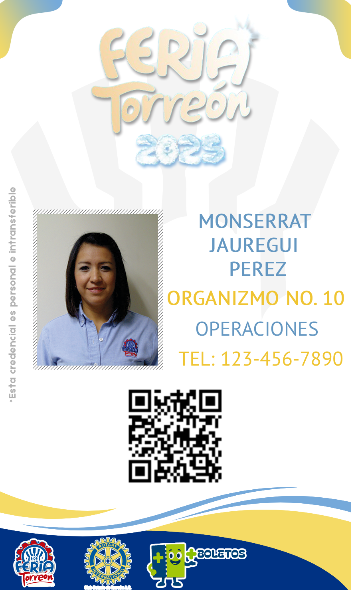 FERIA
Torreón
2023
MONSERRAT
JAUREGUI
PEREZ
ORGANIZMO NO. 10
OPERACIONES
TEL: 123-456-7890
*Esta credencial es personal e intransferible
FERIA
Torreón
BOLETOS